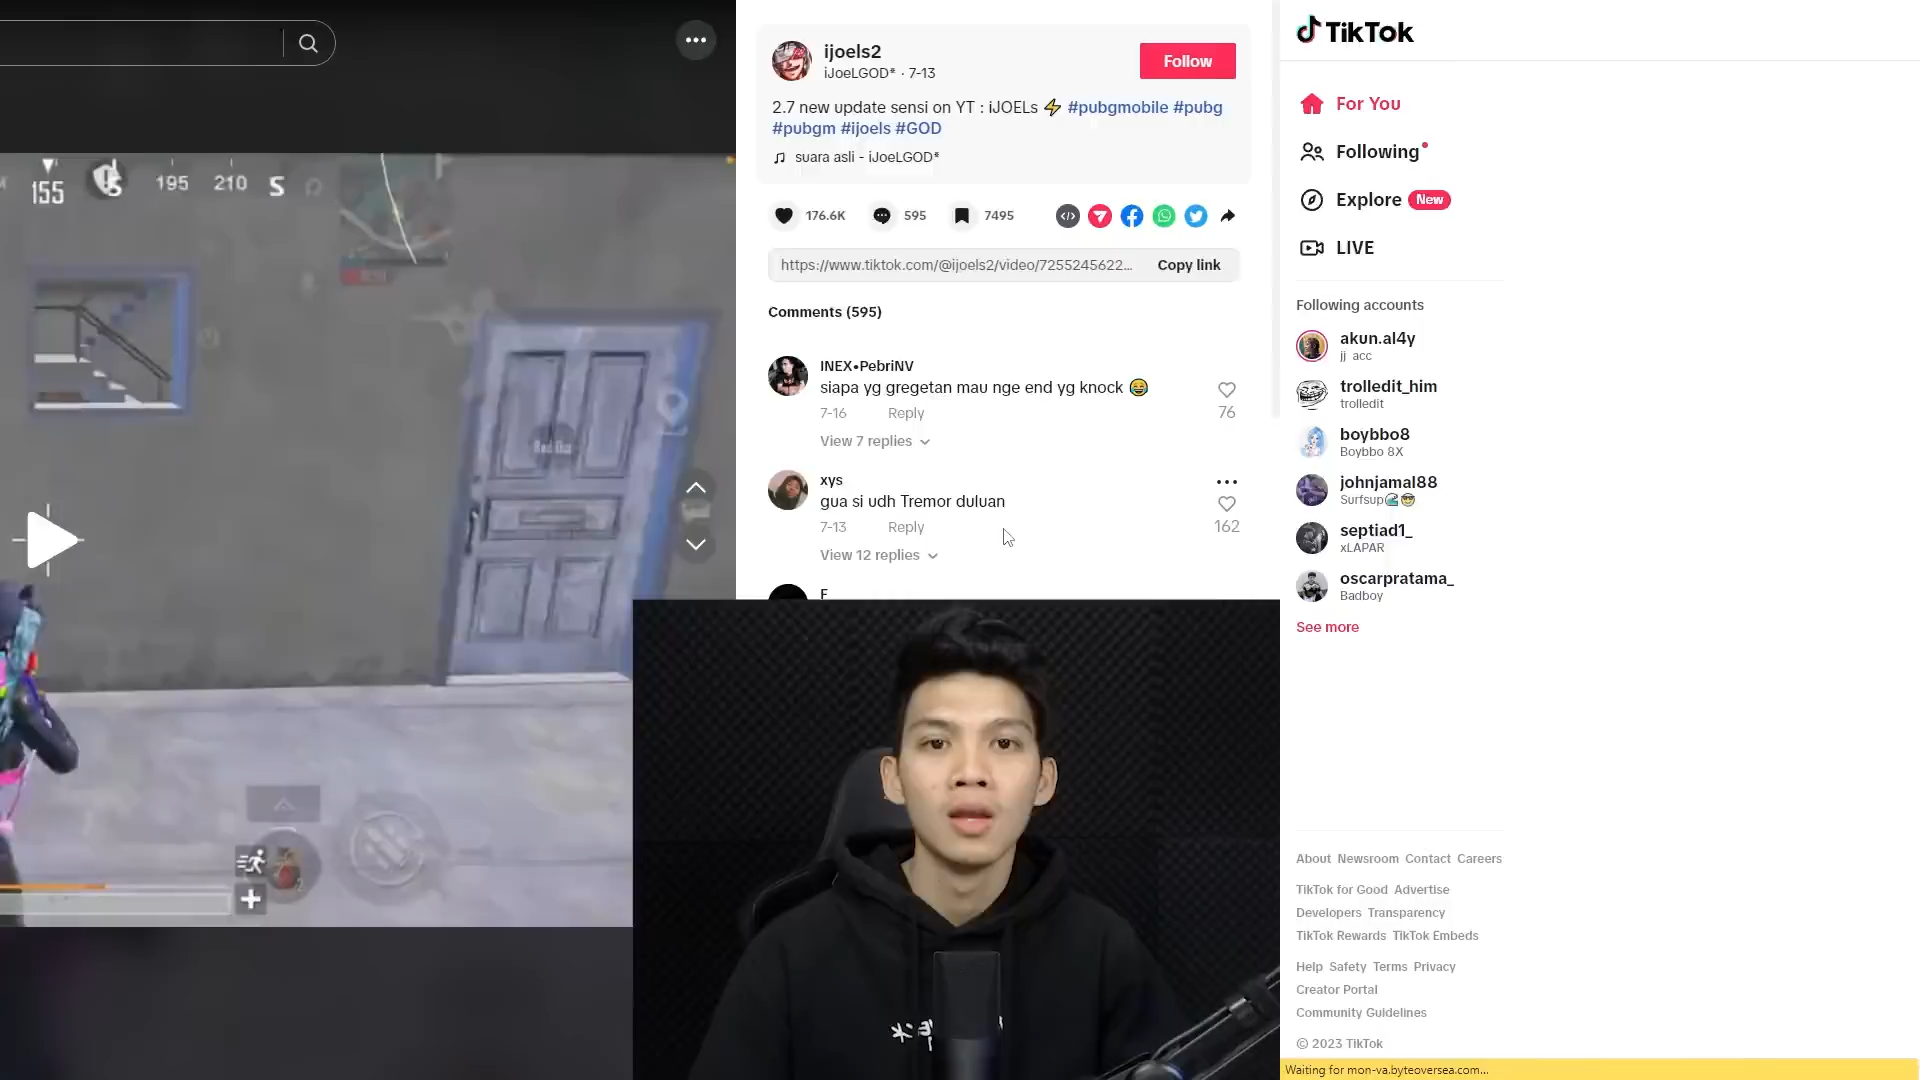 155
195
210
S
ijoels2
iJoeLGOD* · 7-13
Follow
2.7 new update sensi on YT : iJOELs ⚡ #pubgmobile #pubg
#pubgm #ijoels #GOD
suara asli - iJoeLGOD*
176.6K
595
7495
https://www.tiktok.com/@ijoels2/video/7255245622...
Copy link
Comments (595)
INEX•PebriNV
siapa yg gregetan mau nge end yg knock 😂
76
7-16 Reply
View 7 replies
xys
gua si udh Tremor duluan
162
7-13 Reply
View 12 replies
F
TikTok
For You
Following
Explore New
LIVE
Following accounts
akun.al4y
jj acc
trolledit_him
trolledit
boybbo8
Boybbo 8X
johnjamal88
Surfsup🌊😎
septiad1_
xLAPAR
oscarpratama_
Badboy
See more
About Newsroom Contact Careers
TikTok for Good Advertise
Developers Transparency
TikTok Rewards TikTok Embeds
Help Safety Terms Privacy
Creator Portal
Community Guidelines
© 2023 TikTok
Waiting for mon-va.byteoversea.com...